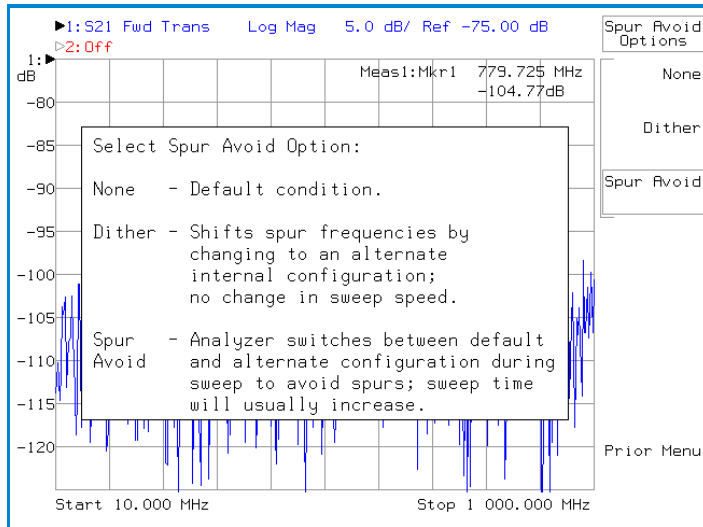 ▶1:S21 Fwd Trans Log Mag 5.0 dB/ Ref -75.00 dB
▷2:Off
Spur Avoid
Options
1:▶
dB
Meas1:Mkr1 779.725 MHz
-104.77dB
None
Dither
Spur Avoid
Prior Menu
-80
-85
-90
-95
-100
-105
-110
-115
-120
Select Spur Avoid Option:
None - Default condition.
Dither - Shifts spur frequencies by
changing to an alternate
internal configuration;
no change in sweep speed.
Spur - Analyzer switches between default
Avoid and alternate configuration during
sweep to avoid spurs; sweep time
will usually increase.
Start 10.000 MHz Stop 1 000.000 MHz